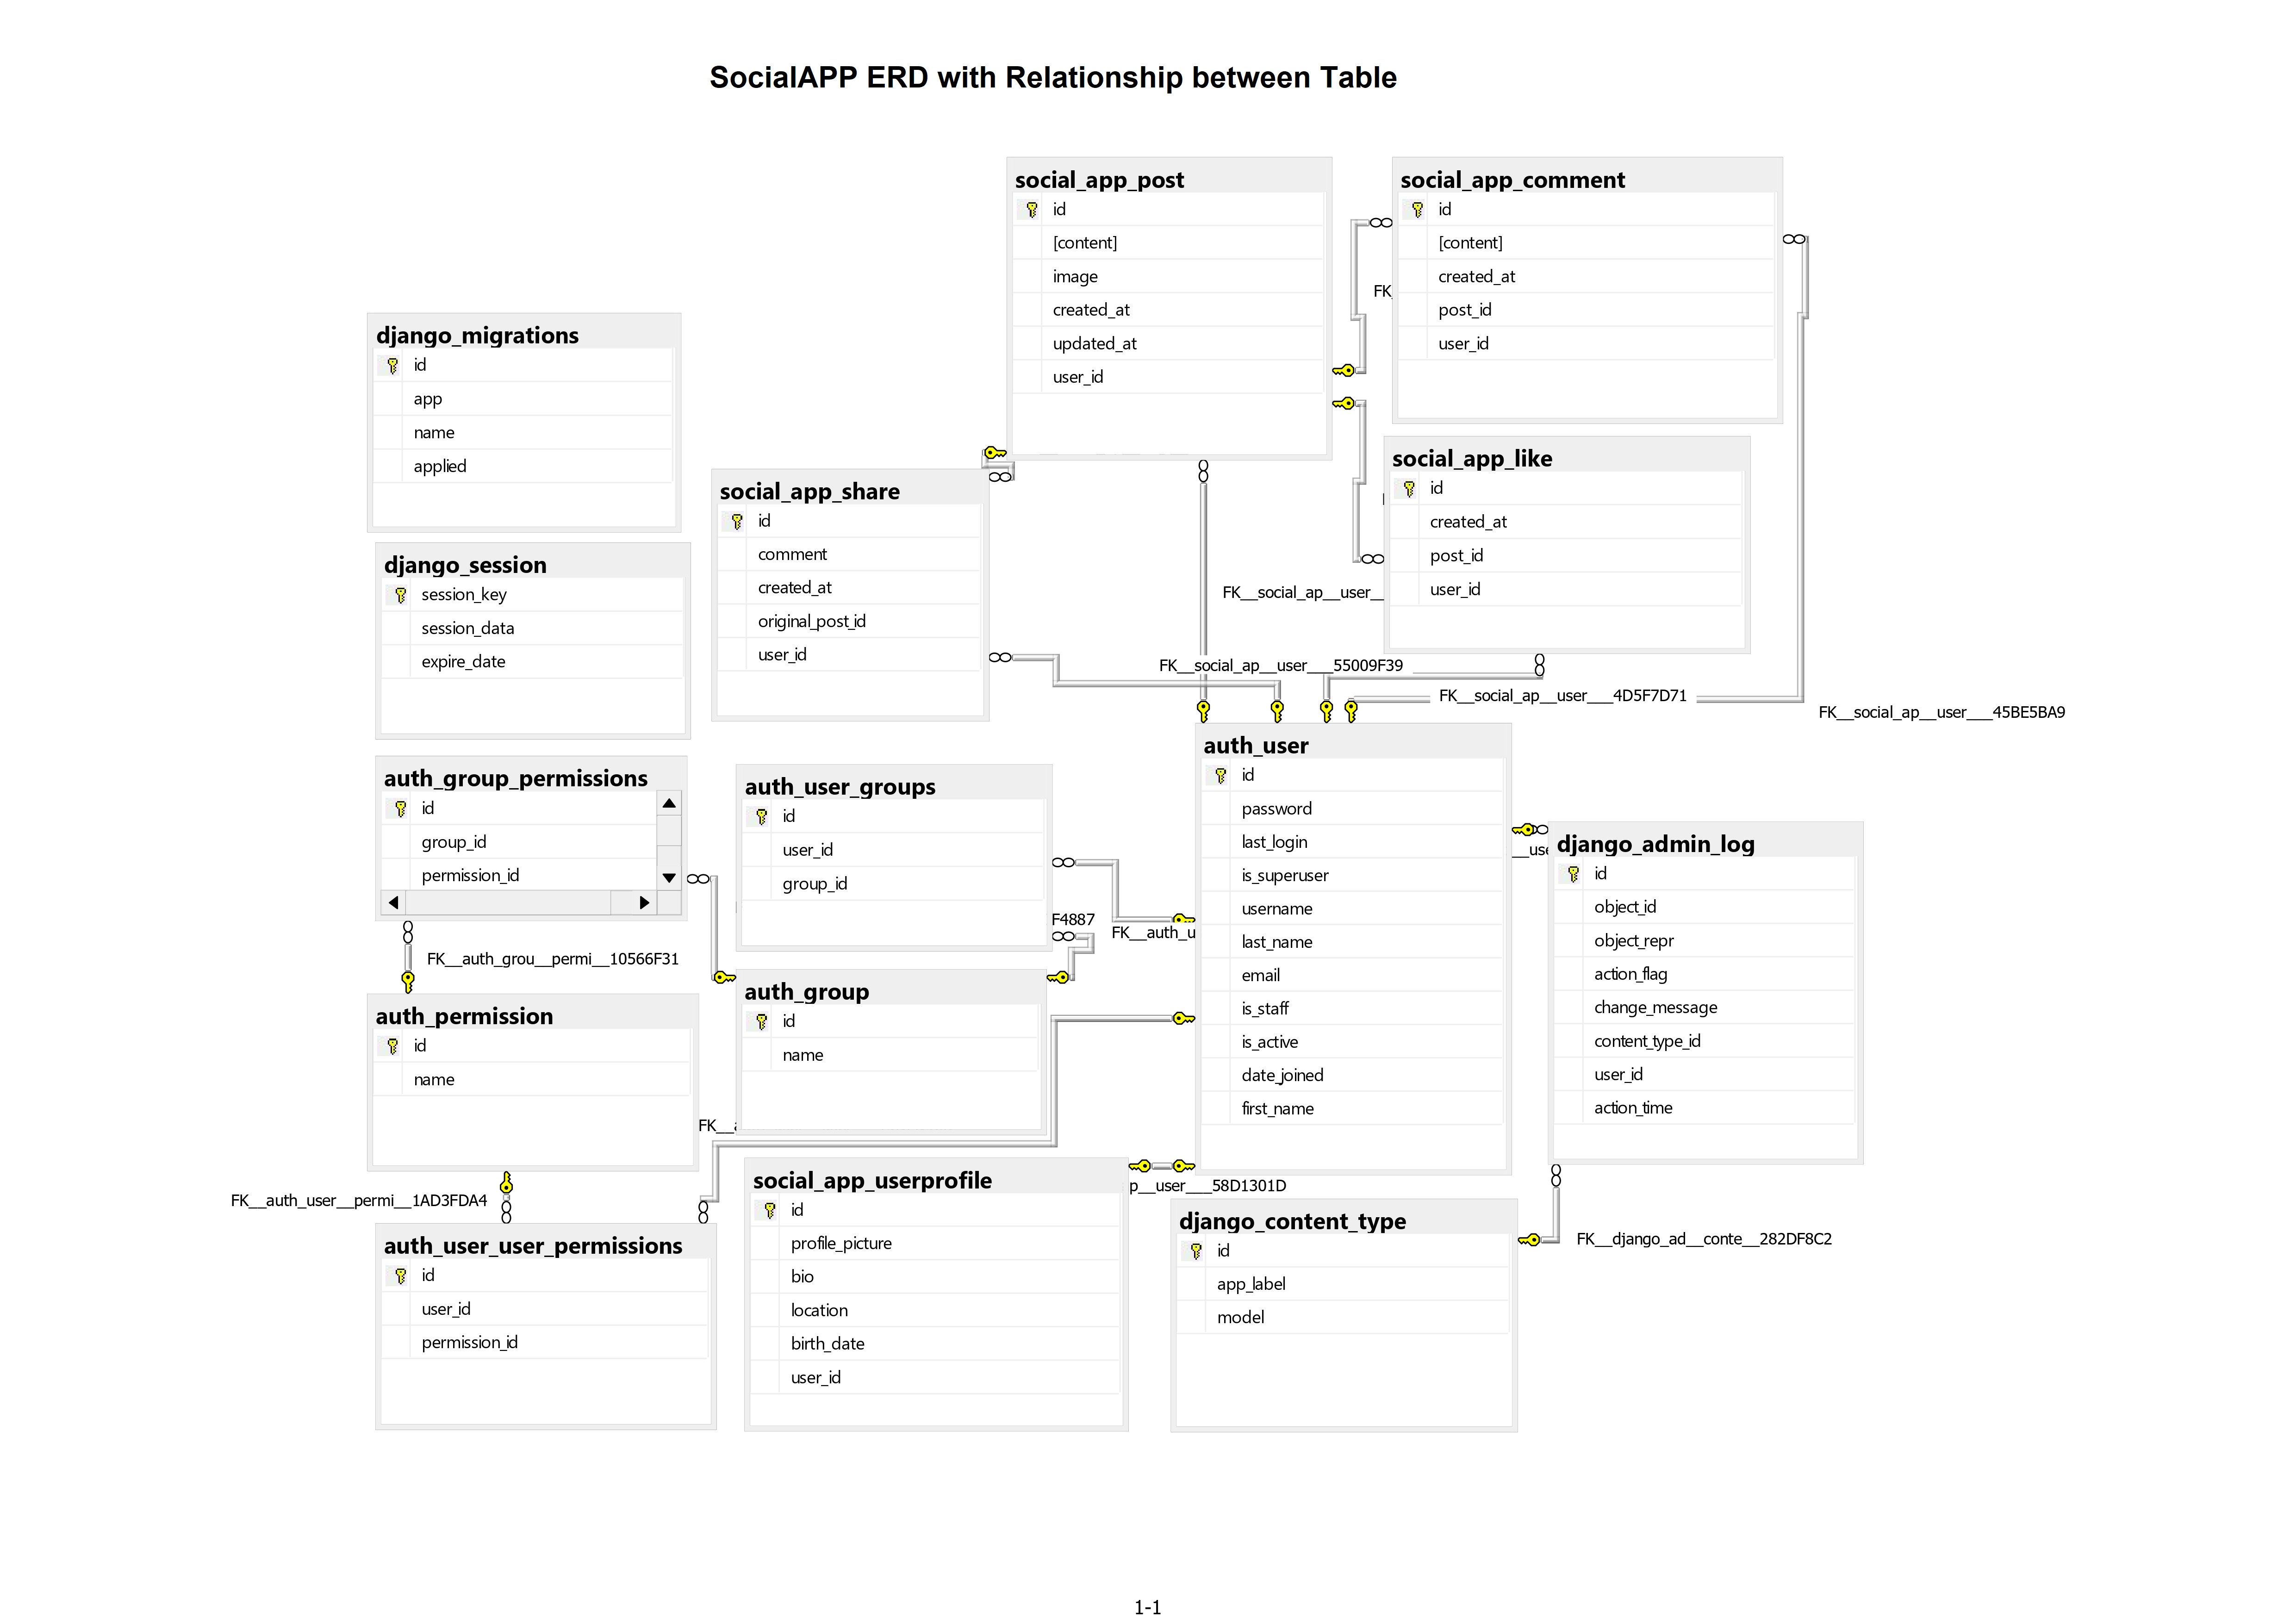 SocialAPP ERD with Relationship between Table
social_app_post
id
[content]
image
created_at
updated_at
user_id
social_app_comment
id
[content]
created_at
post_id
user_id
FK_
django_migrations
id
app
name
applied
social_app_like
id
created_at
post_id
user_id
social_app_share
id
comment
created_at
original_post_id
user_id
django_session
session_key
session_data
expire_date
FK__social_ap__user__
FK__social_ap__user___55009F39
FK__social_ap__user___4D5F7D71
FK__social_ap__user___45BE5BA9
auth_user
id
password
last_login
is_superuser
username
last_name
email
is_staff
is_active
date_joined
first_name
auth_group_permissions
id
group_id
permission_id
auth_user_groups
id
user_id
group_id
F4887
FK__auth_u
__use
django_admin_log
id
object_id
object_repr
action_flag
change_message
content_type_id
user_id
action_time
FK__auth_grou__permi__10566F31
auth_permission
id
name
auth_group
id
name
FK__a
FK__auth_user__permi__1AD3FDA4
auth_user_user_permissions
id
user_id
permission_id
social_app_userprofile
id
profile_picture
bio
location
birth_date
user_id
p__user___58D1301D
django_content_type
id
app_label
model
FK__django_ad__conte__282DF8C2
1-1